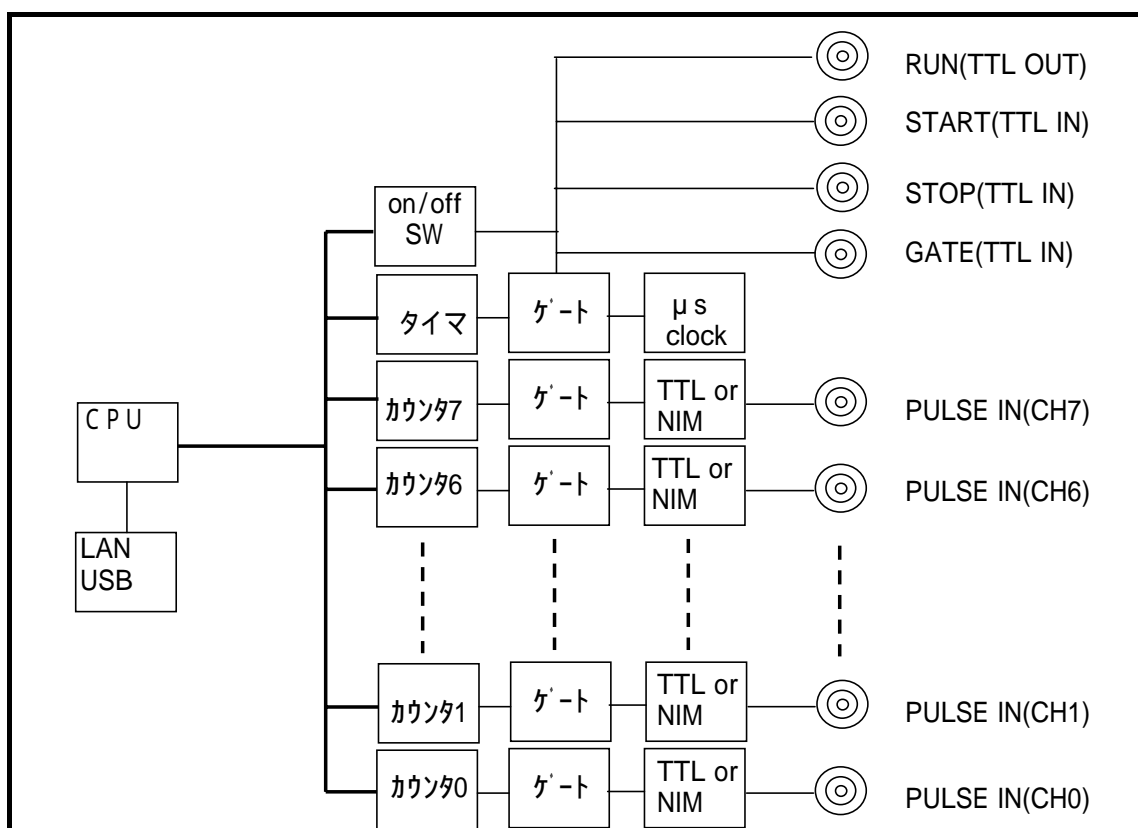 RUN(TTL OUT)
START(TTL IN)
STOP(TTL IN)
GATE(TTL IN)
on/off
SW
タイマ
ｹﾞｰﾄ
μs
clock
ｶｳﾝﾀ7
ｹﾞｰﾄ
TTL or
NIM
PULSE IN(CH7)
CPU
ｶｳﾝﾀ6
ｹﾞｰﾄ
TTL or
NIM
PULSE IN(CH6)
LAN
USB
ｶｳﾝﾀ1
ｹﾞｰﾄ
TTL or
NIM
PULSE IN(CH1)
ｶｳﾝﾀ0
ｹﾞｰﾄ
TTL or
NIM
PULSE IN(CH0)